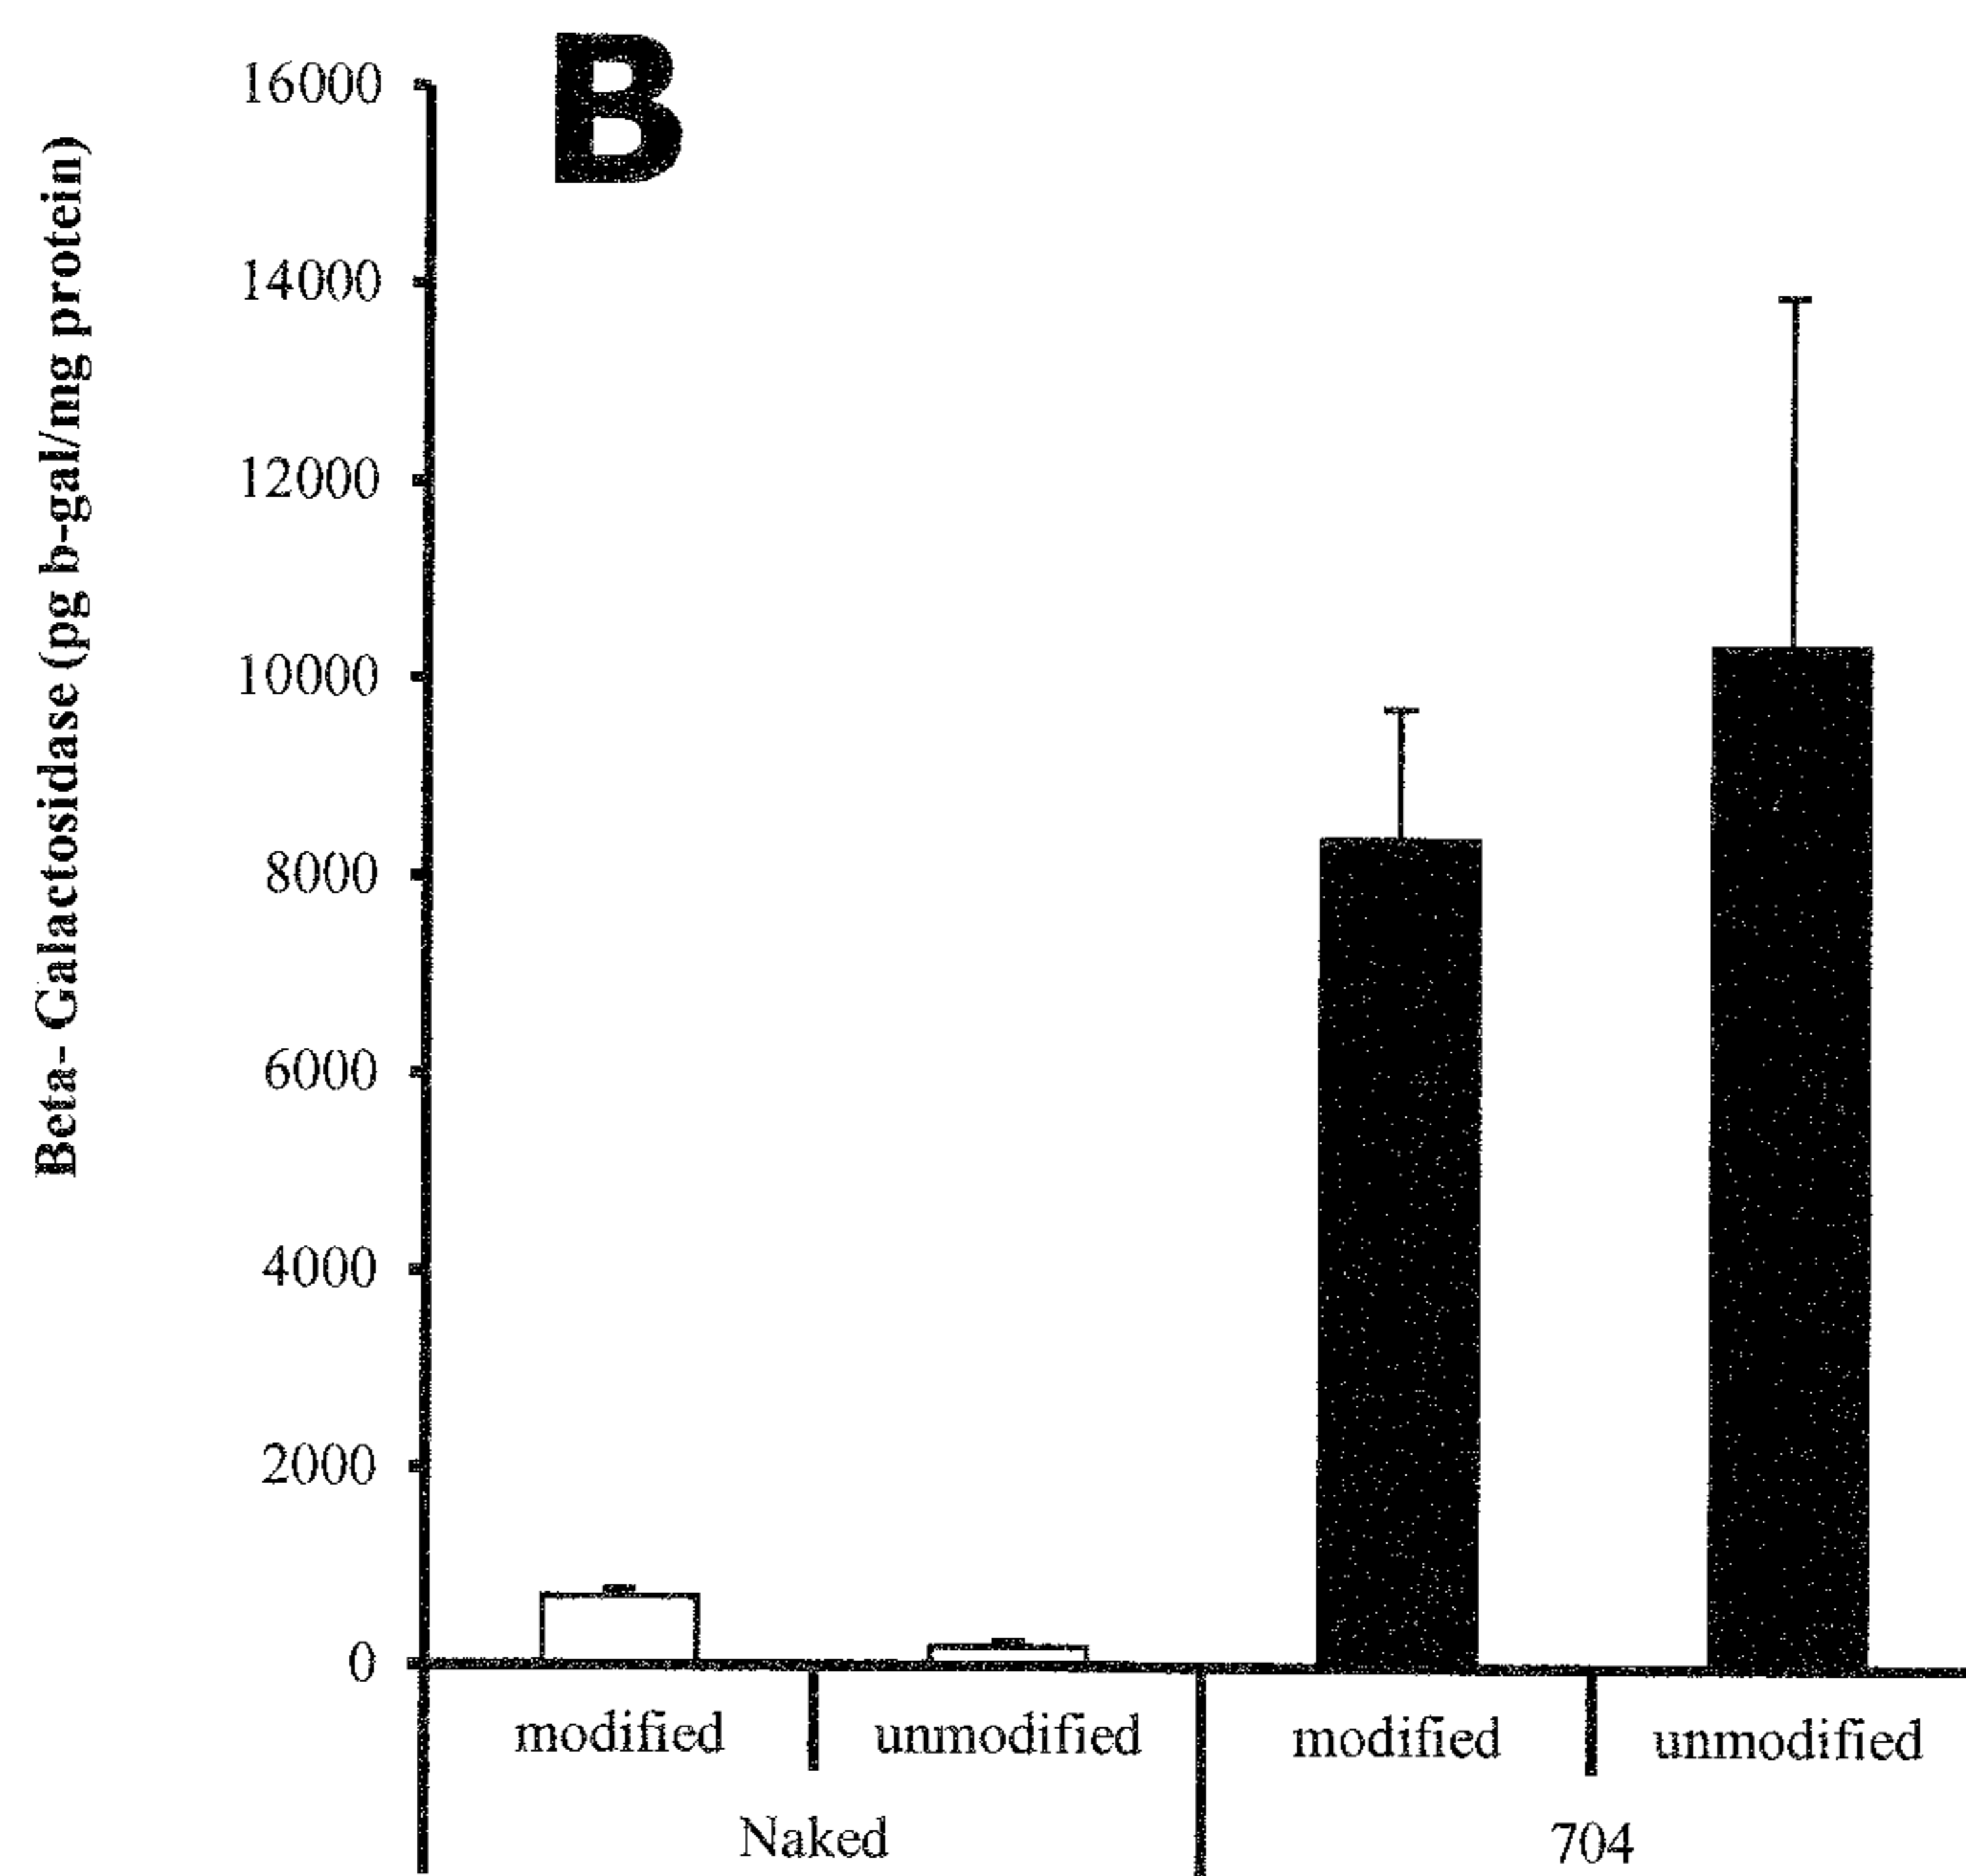 B
Beta- Galactosidase (pg b-gal/mg protein)
16000
14000
12000
10000
8000
6000
4000
2000
0
modified unmodified modified unmodified
Naked 704